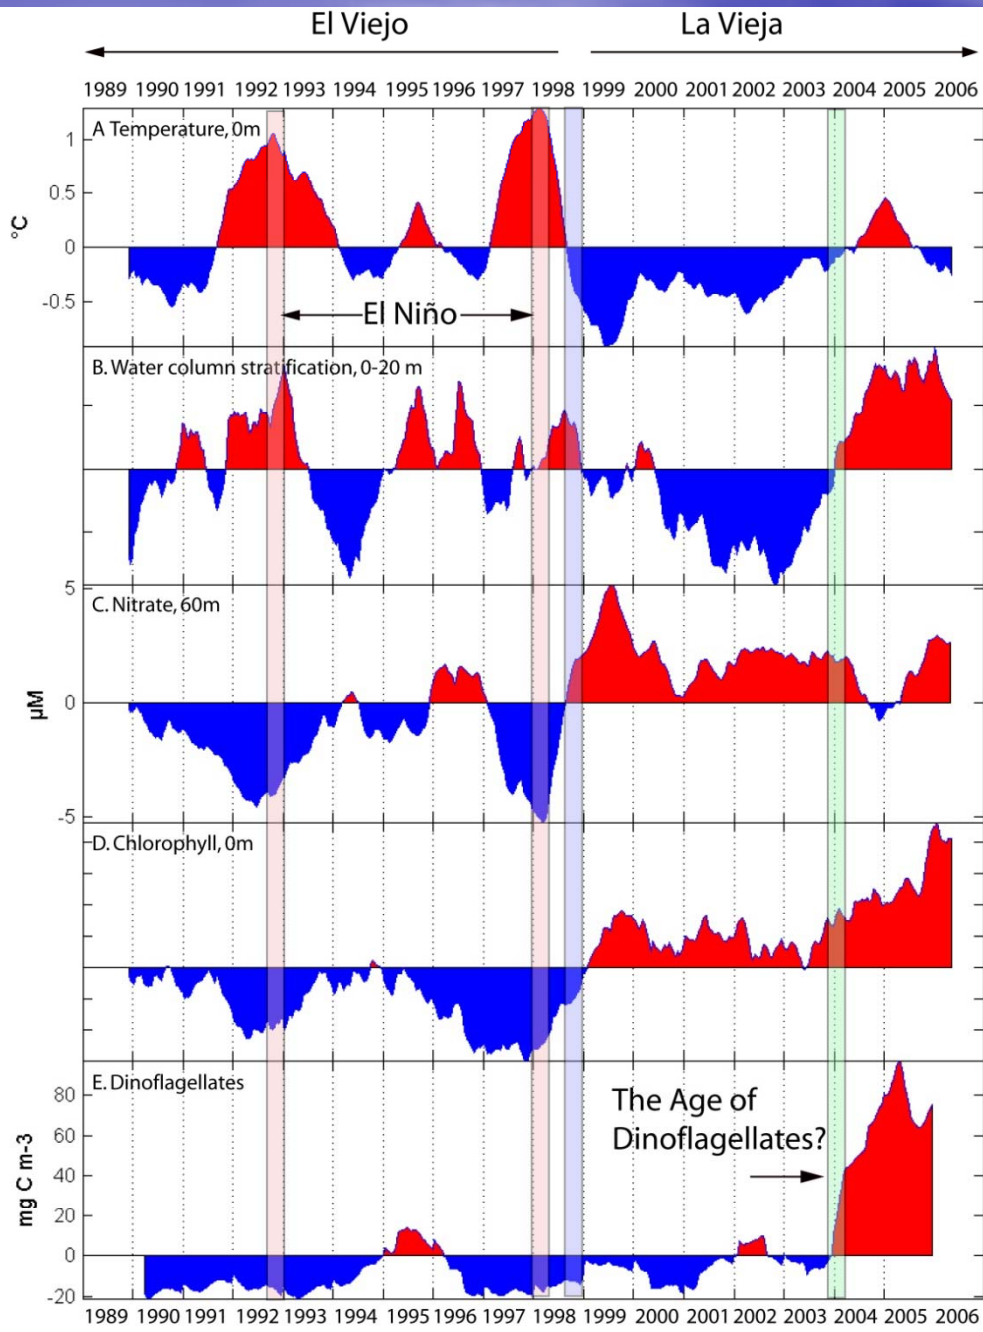 El Viejo La Vieja
1989 1990 1991 1992 1993 1994 1995 1996 1997 1998 1999 2000 2001 2002 2003 2004 2005 2006
A Temperature, 0m
1
0.5
°C
0
-0.5
El Niño
B. Water column stratification, 0-20 m
5
C. Nitrate, 60m
µM
0
-5
D. Chlorophyll, 0m
E. Dinoflagellates
The Age of
Dinoflagellates?
mg C m-3
80
60
40
20
0
-20
1989 1990 1991 1992 1993 1994 1995 1996 1997 1998 1999 2000 2001 2002 2003 2004 2005 2006